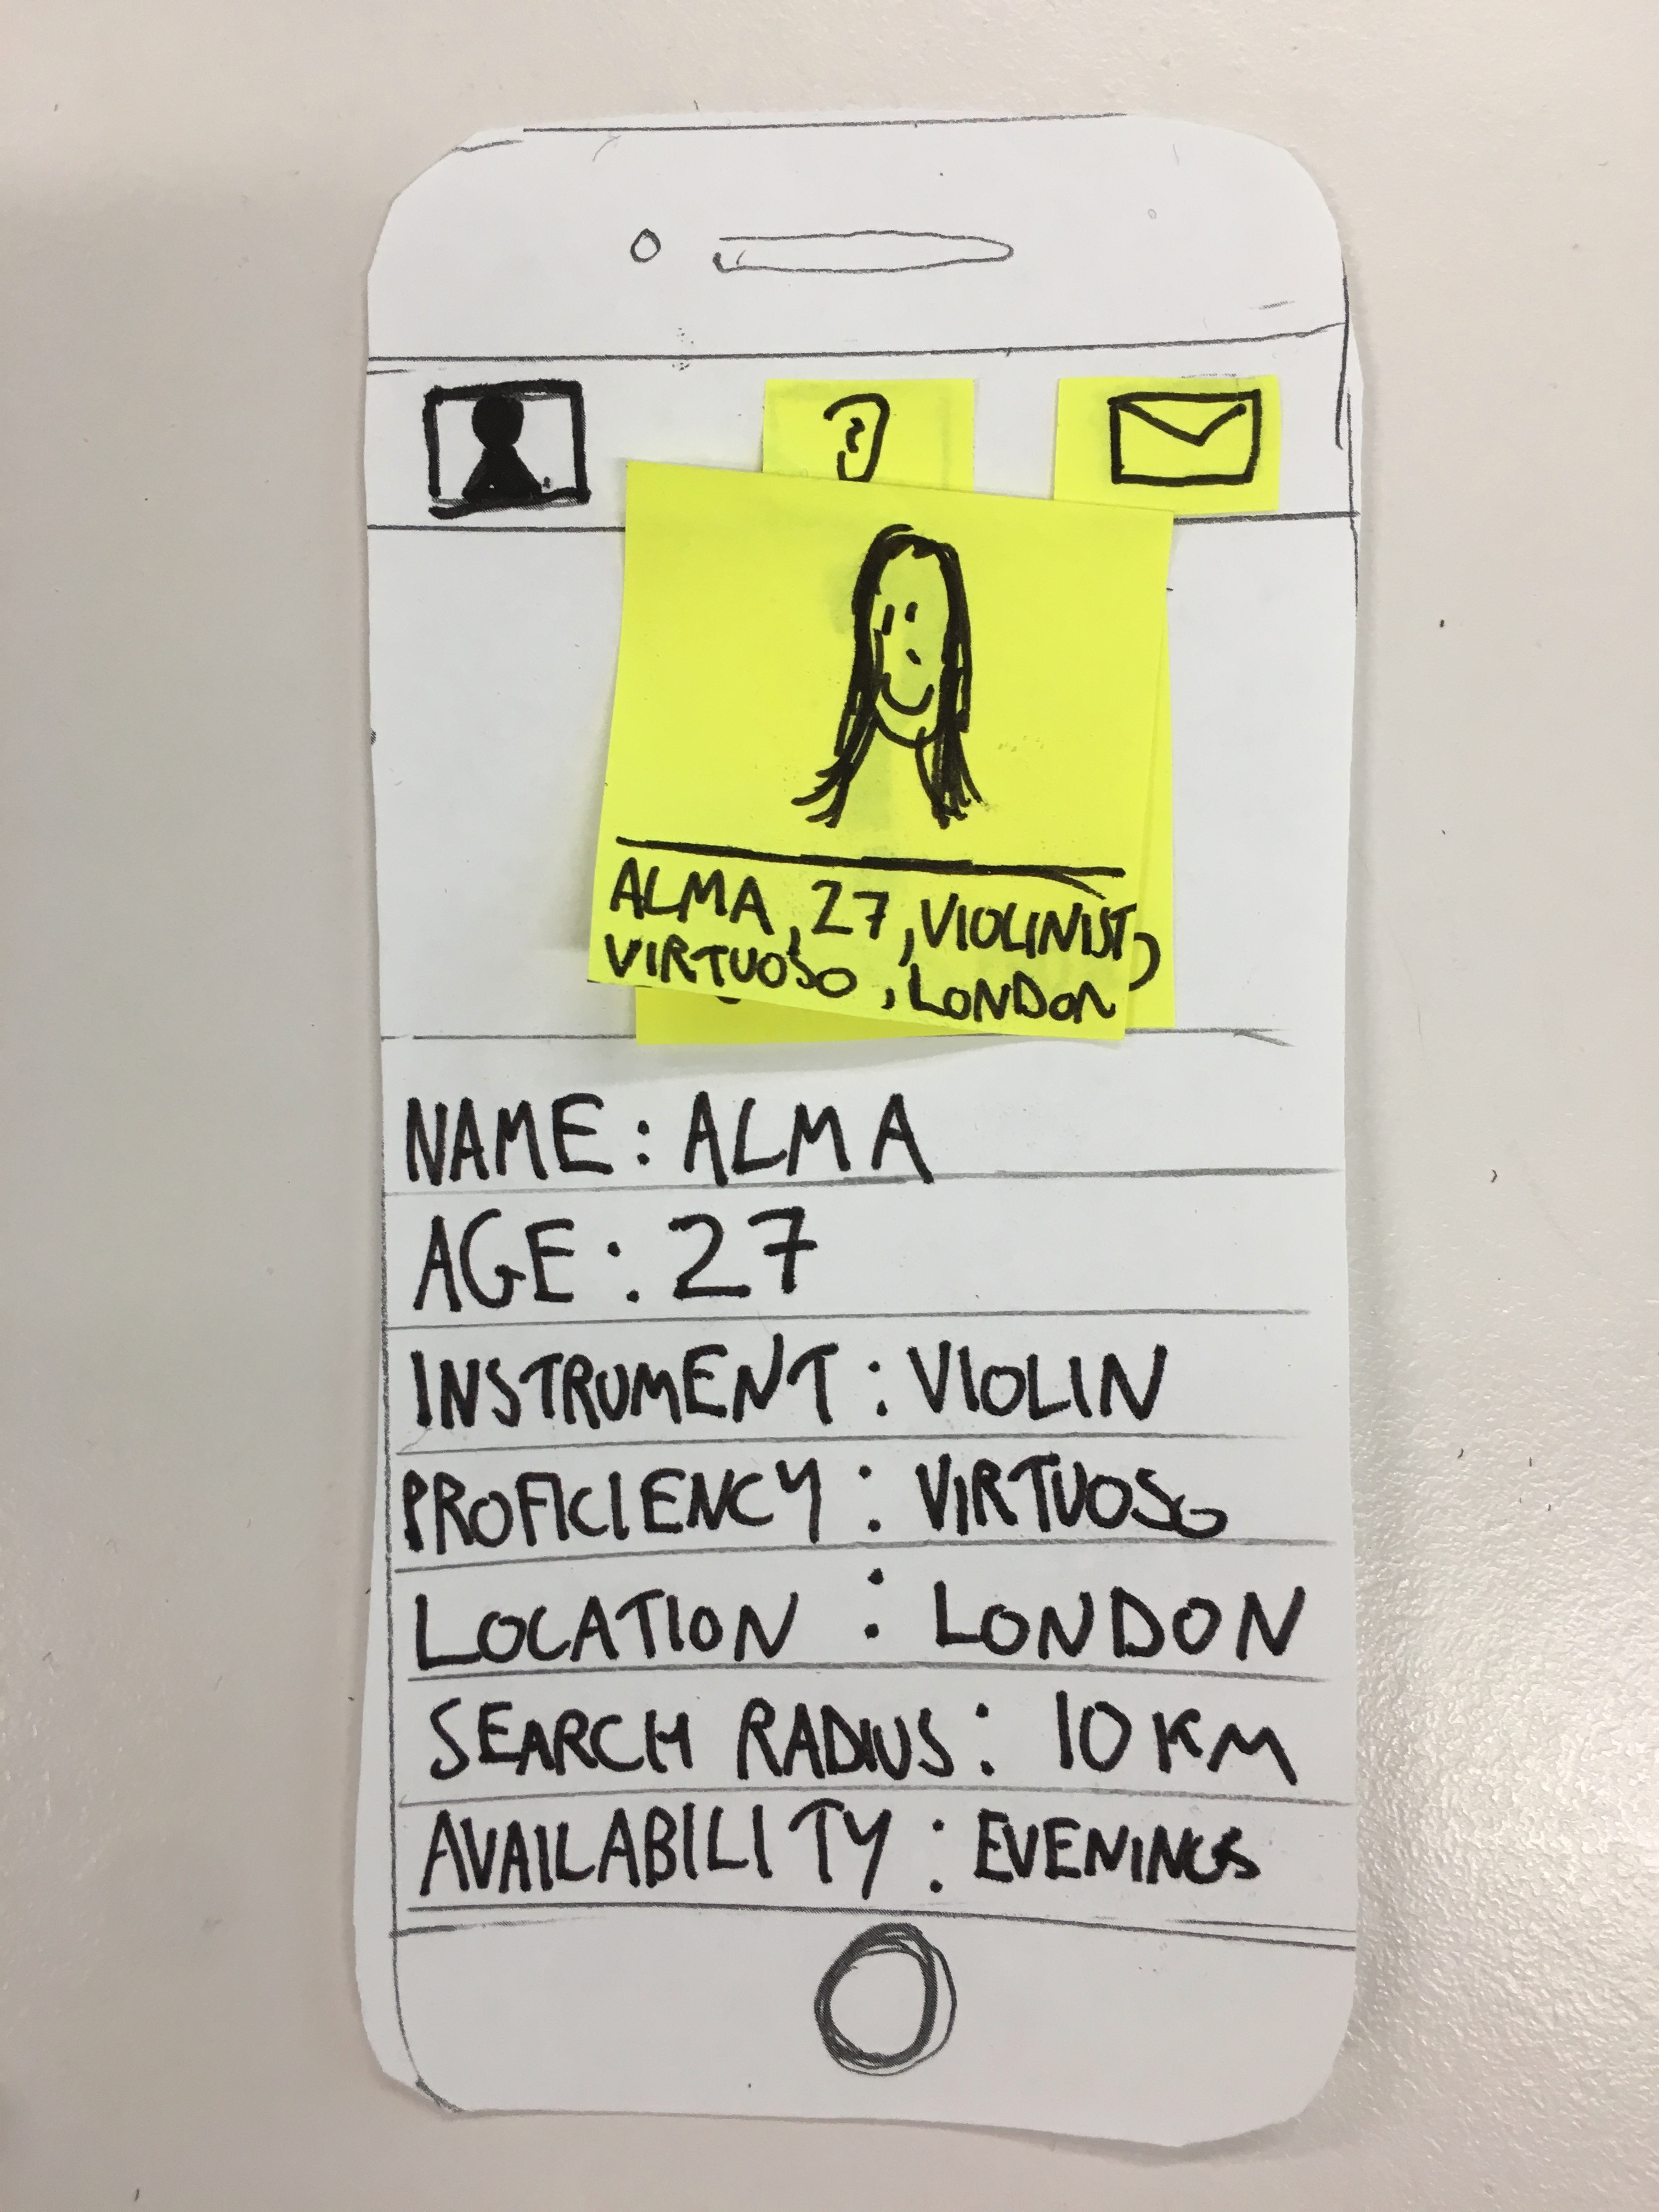 ALMA, 27, VIOLINIST,
VIRTUOSO, LONDON
NAME: ALMA
AGE: 27
INSTRUMENT: VIOLIN
PROFICIENCY: VIRTUOSO
LOCATION: LONDON
SEARCH RADIUS: 10 KM
AVAILABILITY: EVENINGS